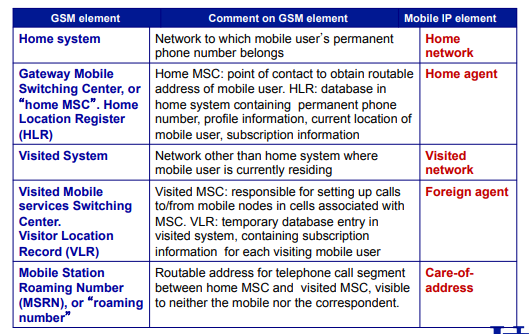 GSM element Comment on GSM element Mobile IP element
Home system Network to which mobile user's permanent Home
phone number belongs network
Gateway Mobile Home MSC: point of contact to obtain routable Home agent
Switching Center, or address of mobile user. HLR: database in
“home MSC”. Home home system containing permanent phone
Location Register number, profile information, current location of
(HLR) mobile user, subscription information
Visited System Network other than home system where Visited
mobile user is currently residing network
Visited Mobile Visited MSC: responsible for setting up calls Foreign agent
services Switching to/from mobile nodes in cells associated with
Center. MSC. VLR: temporary database entry in
Visitor Location visited system, containing subscription
Record (VLR) information for each visiting mobile user
Mobile Station Routable address for telephone call segment Care-of-
Roaming Number between home MSC and visited MSC, visible address
(MSRN), or “roaming to neither the mobile nor the correspondent.
number”